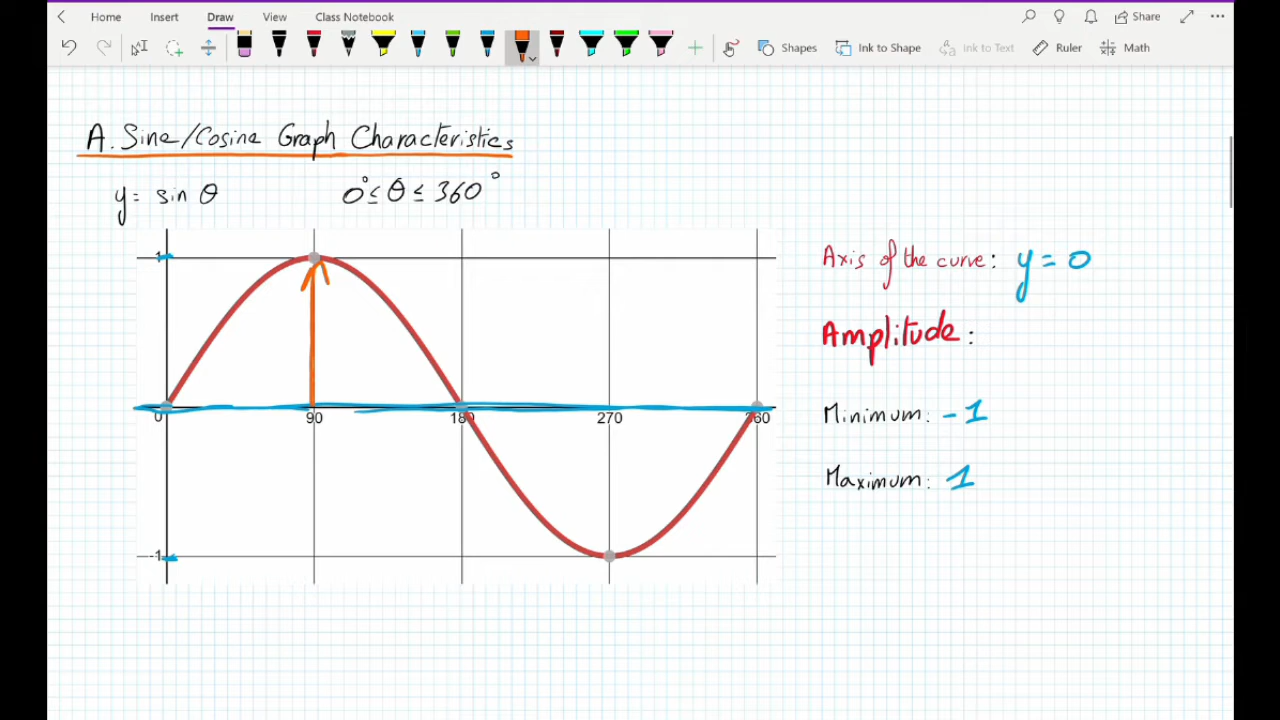 Home Insert Draw View Class Notebook Share
Shapes Ink to Shape Ink to Text Ruler Math
A. Sine/Cosine Graph Characteristics
y = sin θ 0° ≤ θ ≤ 360°
1
Axis of the curve: y = 0
Amplitude:
0 90 180 270 360
Minimum: -1
Maximum: 1
-1